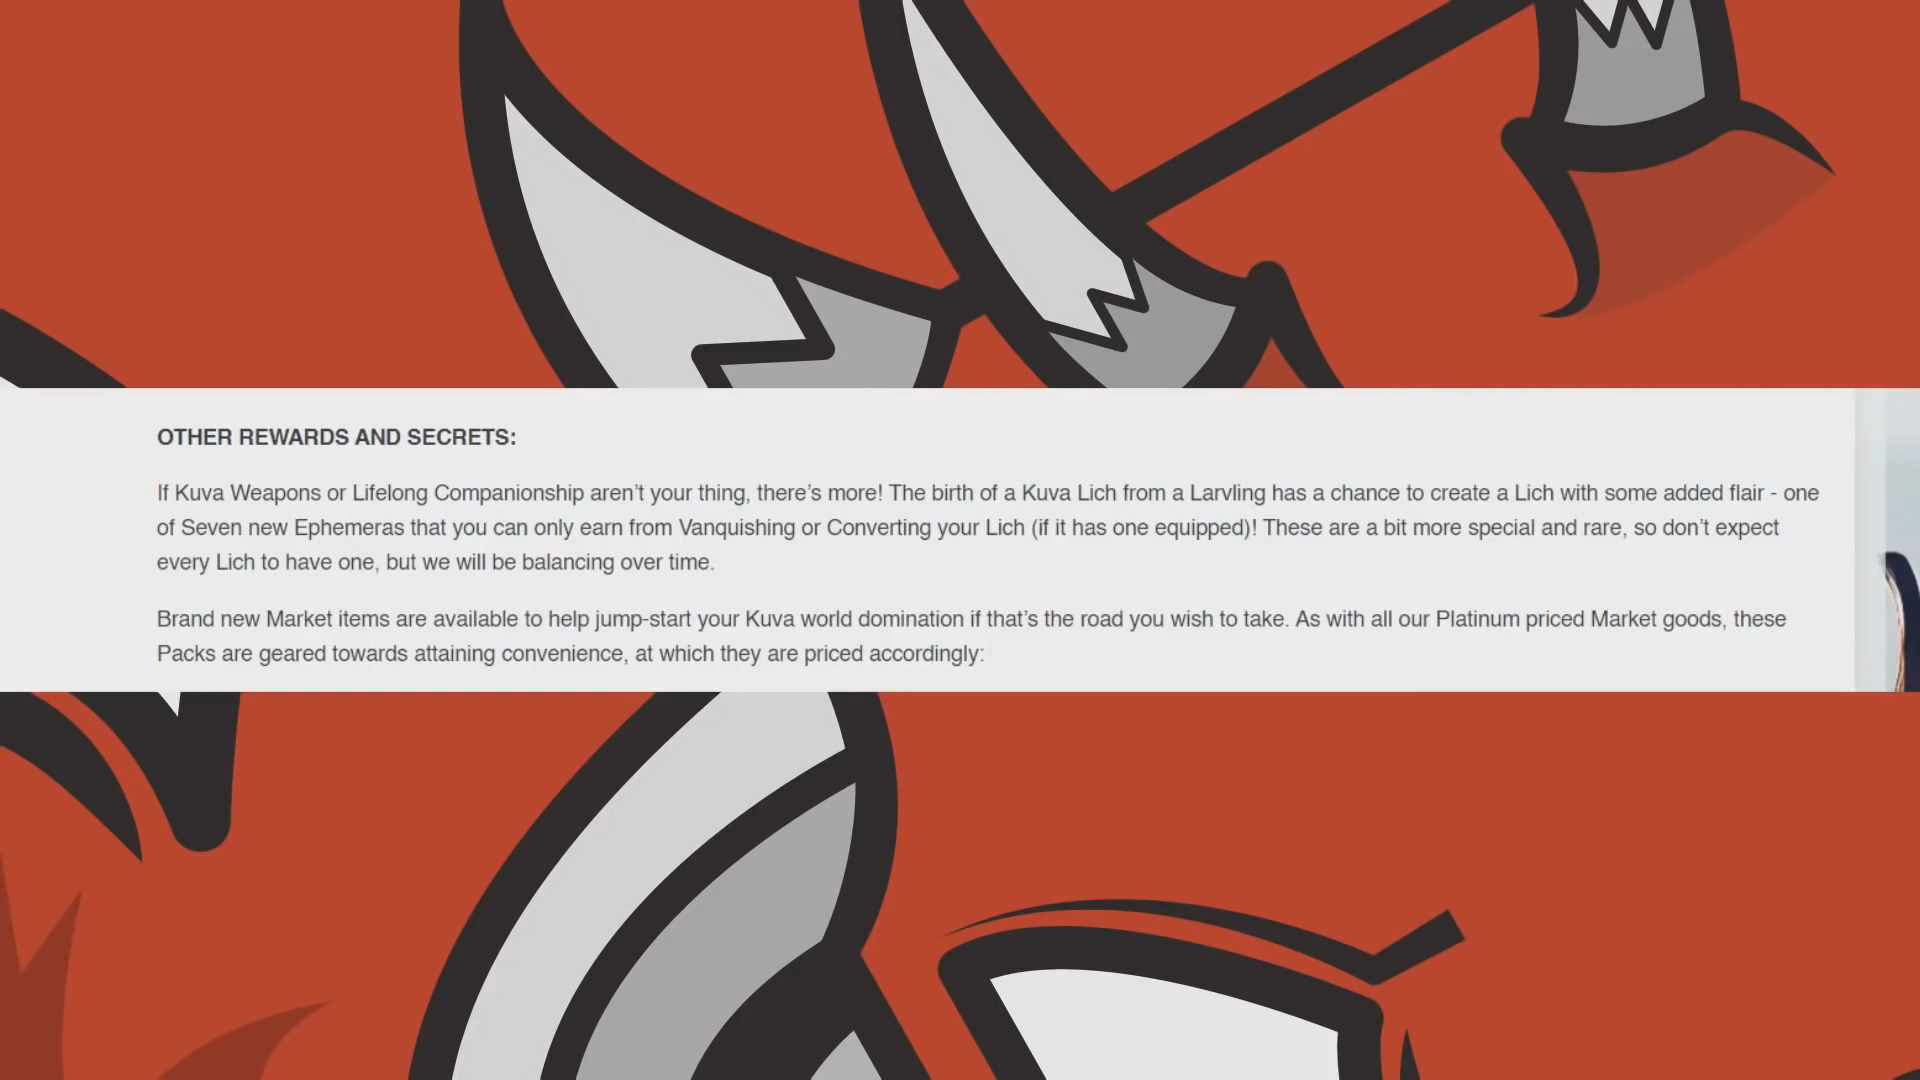 OTHER REWARDS AND SECRETS:
If Kuva Weapons or Lifelong Companionship aren’t your thing, there’s more! The birth of a Kuva Lich from a Larvling has a chance to create a Lich with some added flair - one
of Seven new Ephemeras that you can only earn from Vanquishing or Converting your Lich (if it has one equipped)! These are a bit more special and rare, so don’t expect
every Lich to have one, but we will be balancing over time.
Brand new Market items are available to help jump-start your Kuva world domination if that’s the road you wish to take. As with all our Platinum priced Market goods, these
Packs are geared towards attaining convenience, at which they are priced accordingly: